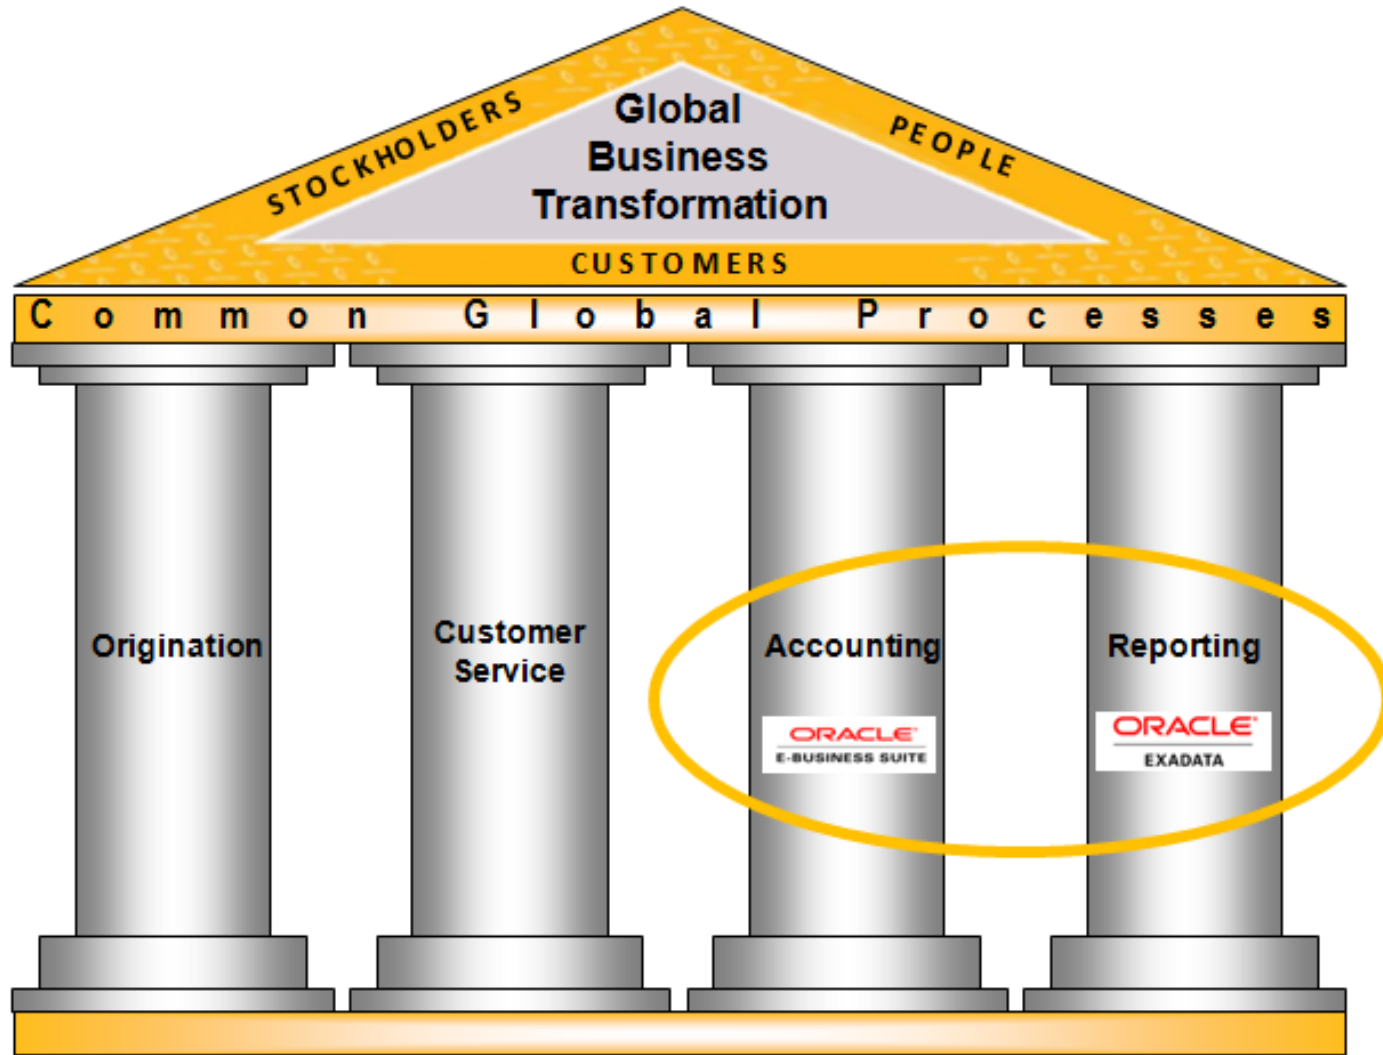 Global
Business
Transformation
STOCKHOLDERS
PEOPLE
CUSTOMERS
Common Global Processes
Origination
Customer
Service
Accounting
Reporting
ORACLE®
E-BUSINESS SUITE
ORACLE®
EXADATA